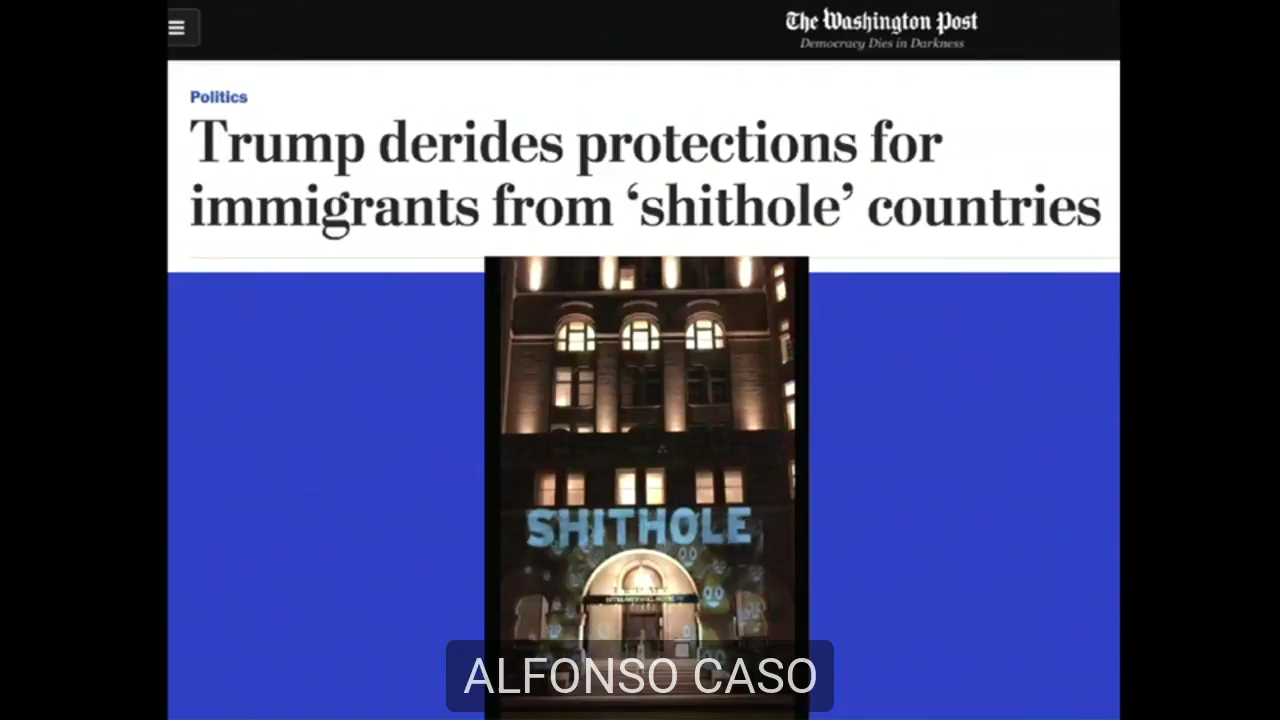 The Washington Post
Democracy Dies in Darkness
Politics
Trump derides protections for
immigrants from ‘shithole’ countries
SHITHOLE
ALFONSO CASO